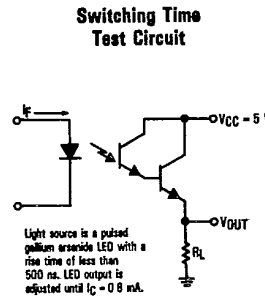 Switching Time
Test Circuit
IF
VCC = 5
VOUT
RL
Light source is a pulsed
gallium arsenide LED with a
rise time of less than
500 ns. LED output is
adjusted until IC = 0 8 mA.